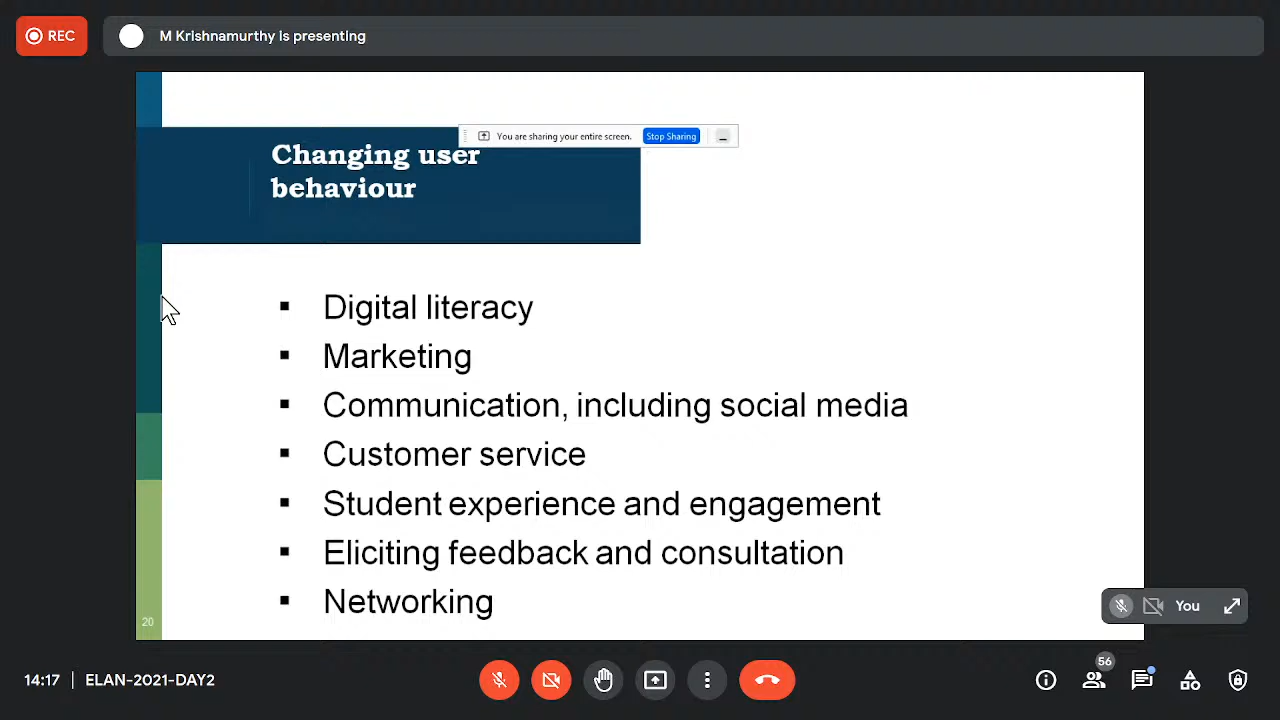 REC
M Krishnamurthy Is presenting
You are sharing your entire screen. Stop Sharing
Changing user
behaviour
▪ Digital literacy
▪ Marketing
▪ Communication, including social media
▪ Customer service
▪ Student experience and engagement
▪ Eliciting feedback and consultation
▪ Networking
20
You
14:17 | ELAN-2021-DAY2
56